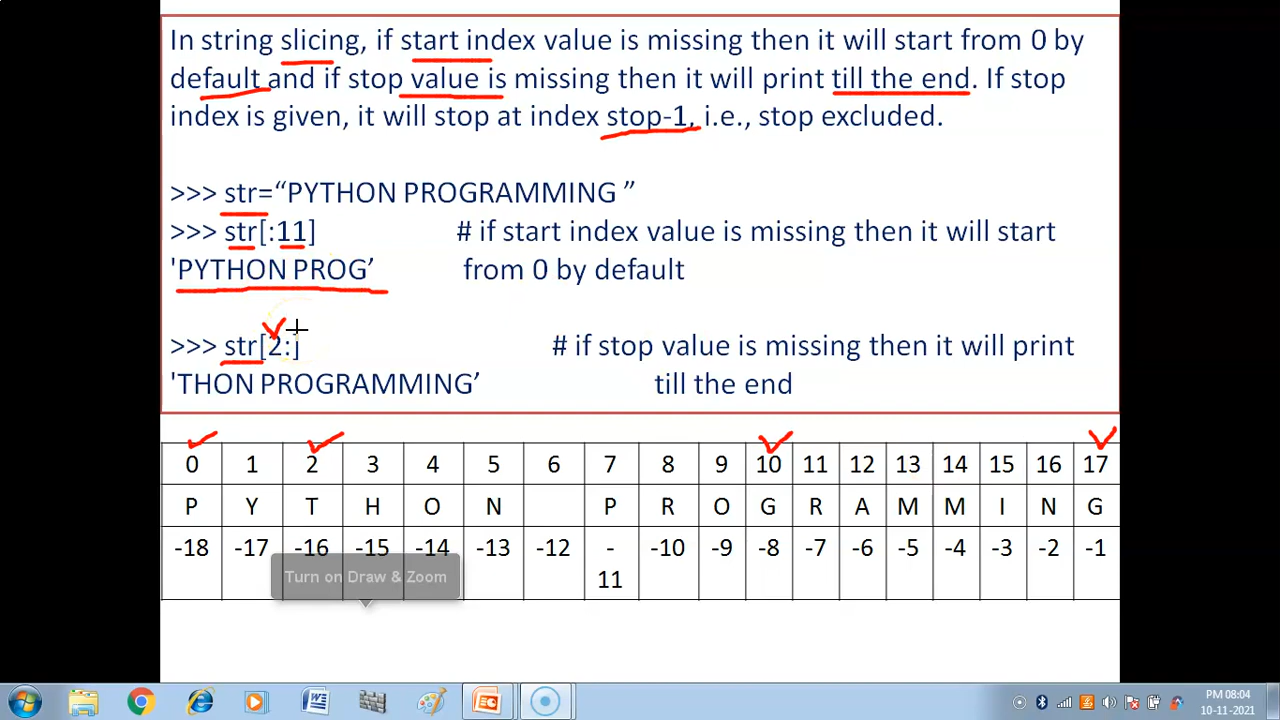 In string slicing, if start index value is missing then it will start from 0 by
default and if stop value is missing then it will print till the end. If stop
index is given, it will stop at index stop-1, i.e., stop excluded.
>>> str=“PYTHON PROGRAMMING ”
>>> str[:11] # if start index value is missing then it will start
'PYTHON PROG’ from 0 by default
>>> str[2:] # if stop value is missing then it will print
'THON PROGRAMMING’ till the end
0 1 2 3 4 5 6 7 8 9 10 11 12 13 14 15 16 17
P Y T H O N P R O G R A M M I N G
-18 -17 -16 -15 -14 -13 -12 - -10 -9 -8 -7 -6 -5 -4 -3 -2 -1
11
Turn on Draw & Zoom
PM 08:04
10-11-2021